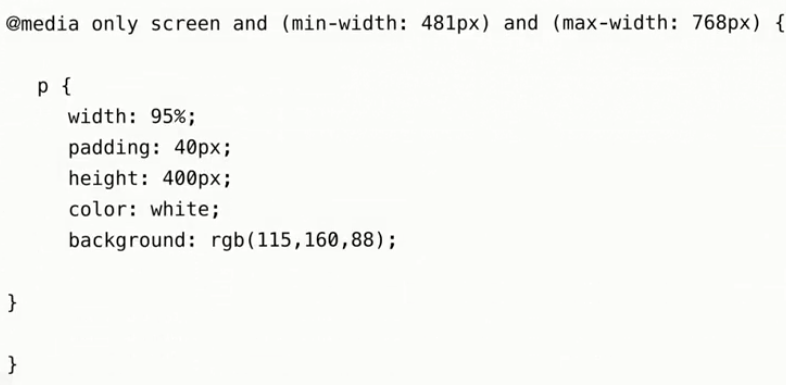 @media only screen and (min-width: 481px) and (max-width: 768px) {
p {
width: 95%;
padding: 40px;
height: 400px;
color: white;
background: rgb(115,160,88);
}
}